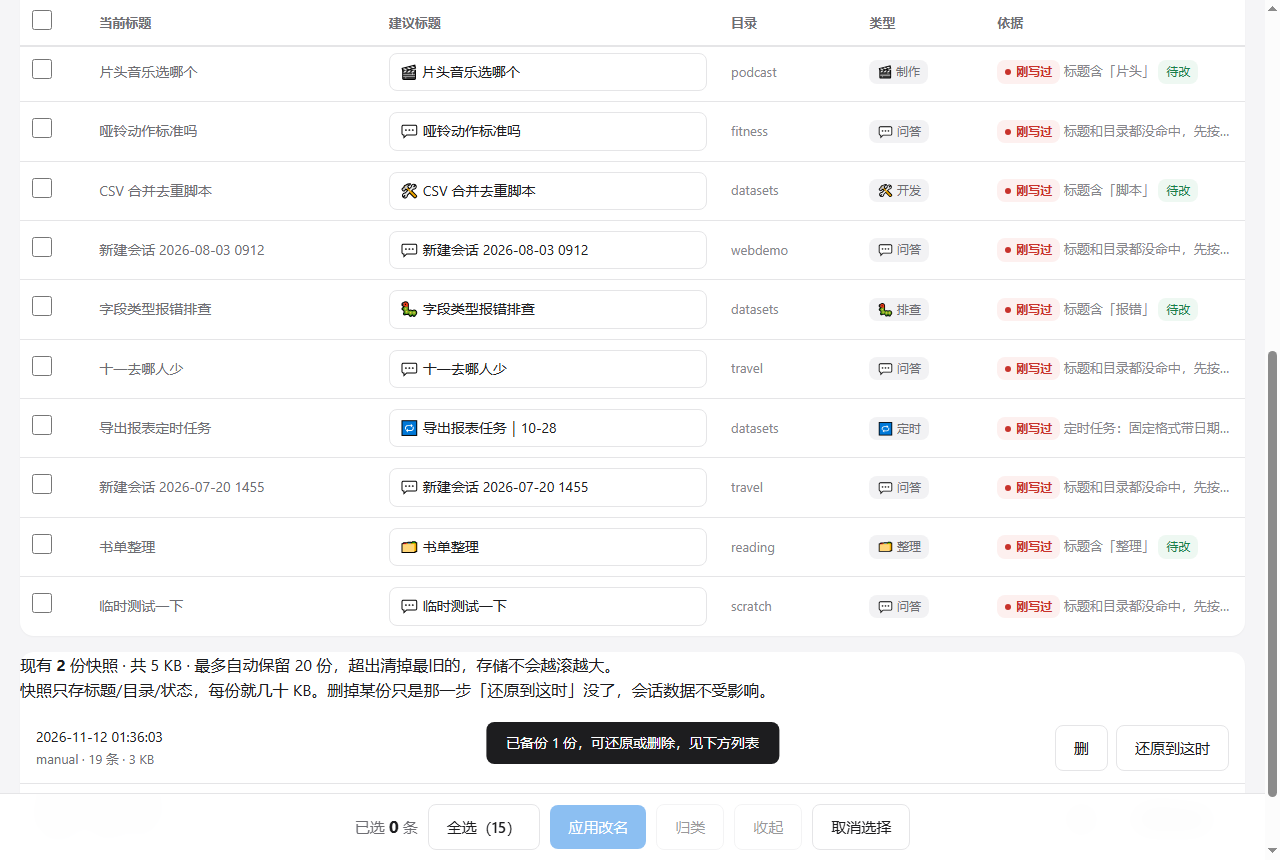 当前标题 建议标题 目录 类型 依据
片头音乐选哪个 片头音乐选哪个 podcast 制作 刚写过 标题含「片头」 待改
哑铃动作标准吗 哑铃动作标准吗 fitness 问答 刚写过 标题和目录都没命中，先按...
CSV 合并去重脚本 CSV 合并去重脚本 datasets 开发 刚写过 标题含「脚本」 待改
新建会话 2026-08-03 0912 新建会话 2026-08-03 0912 webdemo 问答 刚写过 标题和目录都没命中，先按...
字段类型报错排查 字段类型报错排查 datasets 排查 刚写过 标题含「报错」 待改
十一去哪人少 十一去哪人少 travel 问答 刚写过 标题和目录都没命中，先按...
导出报表定时任务 导出报表任务 | 10-28 datasets 定时 刚写过 定时任务：固定格式带日期...
新建会话 2026-07-20 1455 新建会话 2026-07-20 1455 travel 问答 刚写过 标题和目录都没命中，先按...
书单整理 书单整理 reading 整理 刚写过 标题含「整理」 待改
临时测试一下 临时测试一下 scratch 问答 刚写过 标题和目录都没命中，先按...
现有 2 份快照 · 共 5 KB · 最多自动保留 20 份，超出清掉最旧的，存储不会越滚越大。
快照只存标题/目录/状态，每份就几十 KB。删掉某份只是那一步「还原到这时」没了，会话数据不受影响。
2026-11-12 01:36:03
manual · 19 条 · 3 KB
已备份 1 份，可还原或删除，见下方列表
删 还原到这时
已选 0 条 全选（15） 应用改名 归类 收起 取消选择